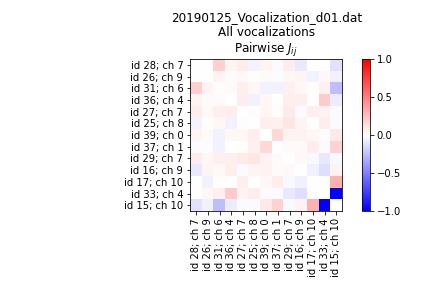 20190125_Vocalization_d01.dat
All vocalizations
Pairwise J_ij
id 28; ch 7
id 26; ch 9
id 31; ch 6
id 36; ch 4
id 27; ch 7
id 25; ch 8
id 39; ch 0
id 37; ch 1
id 29; ch 7
id 16; ch 9
id 17; ch 10
id 33; ch 4
id 15; ch 10
1.0
0.5
0.0
−0.5
−1.0
id 28; ch 7
id 26; ch 9
id 31; ch 6
id 36; ch 4
id 27; ch 7
id 25; ch 8
id 39; ch 0
id 37; ch 1
id 29; ch 7
id 16; ch 9
id 17; ch 10
id 33; ch 4
id 15; ch 10